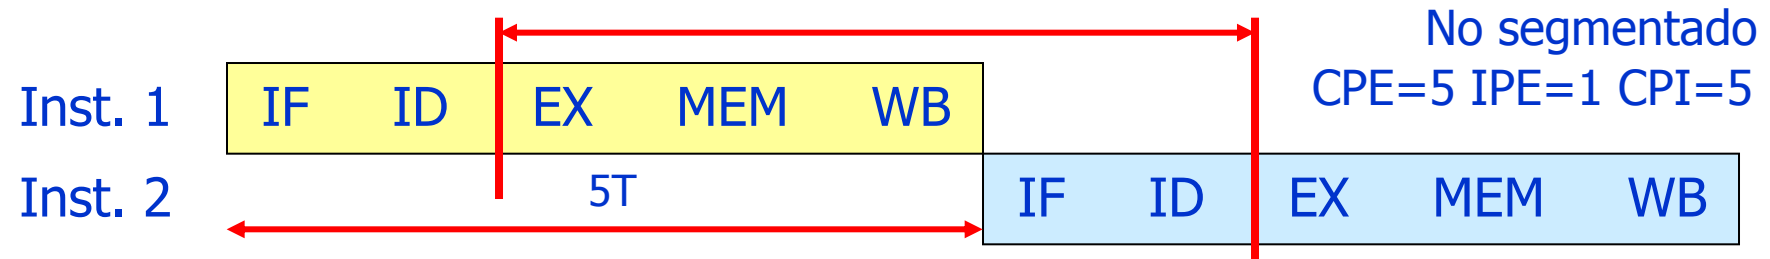 No segmentado
CPE=5 IPE=1 CPI=5
Inst. 1 IF ID EX MEM WB
Inst. 2 5T IF ID EX MEM WB